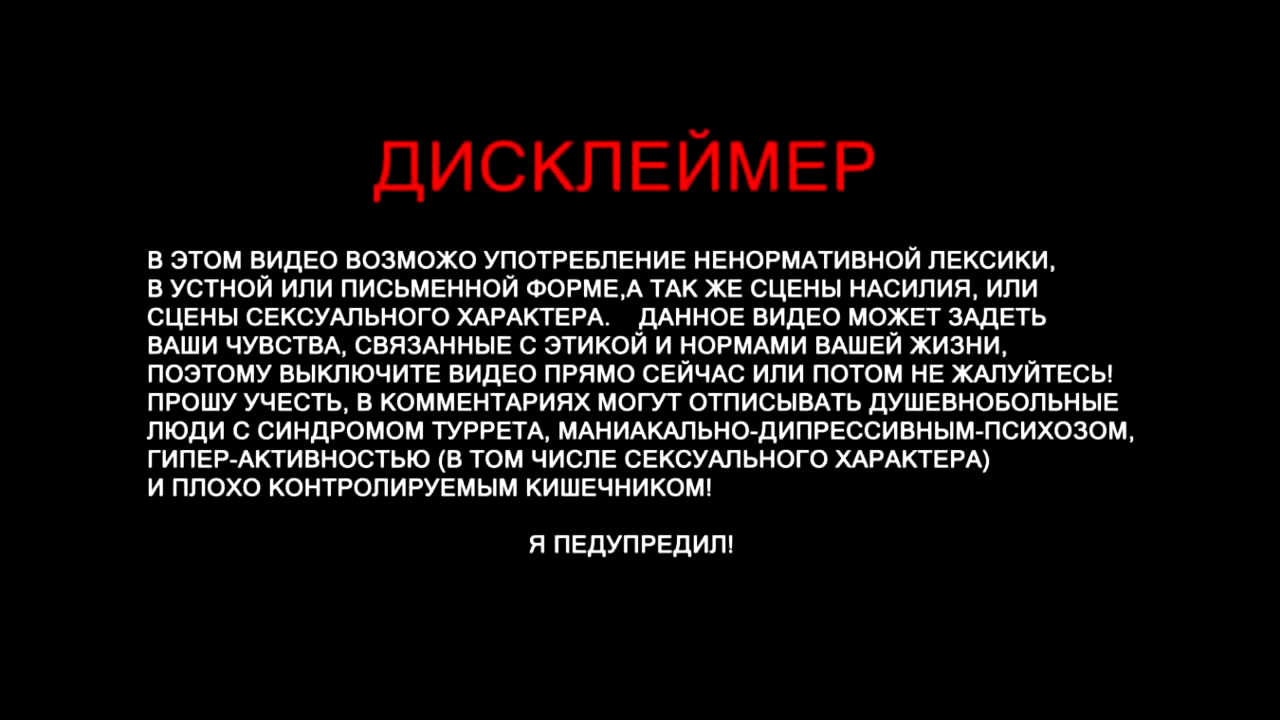 ДИСКЛЕЙМЕР
В ЭТОМ ВИДЕО ВОЗМОЖО УПОТРЕБЛЕНИЕ НЕНОРМАТИВНОЙ ЛЕКСИКИ,
В УСТНОЙ ИЛИ ПИСЬМЕННОЙ ФОРМЕ,А ТАК ЖЕ СЦЕНЫ НАСИЛИЯ, ИЛИ
СЦЕНЫ СЕКСУАЛЬНОГО ХАРАКТЕРА. ДАННОЕ ВИДЕО МОЖЕТ ЗАДЕТЬ
ВАШИ ЧУВСТВА, СВЯЗАННЫЕ С ЭТИКОЙ И НОРМАМИ ВАШЕЙ ЖИЗНИ,
ПОЭТОМУ ВЫКЛЮЧИТЕ ВИДЕО ПРЯМО СЕЙЧАС ИЛИ ПОТОМ НЕ ЖАЛУЙТЕСЬ!
ПРОШУ УЧЕСТЬ, В КОММЕНТАРИЯХ МОГУТ ОТПИСЫВАТЬ ДУШЕВНОБОЛЬНЫЕ
ЛЮДИ С СИНДРОМОМ ТУРРЕТА, МАНИАКАЛЬНО-ДИПРЕССИВНЫМ-ПСИХОЗОМ,
ГИПЕР-АКТИВНОСТЬЮ (В ТОМ ЧИСЛЕ СЕКСУАЛЬНОГО ХАРАКТЕРА)
И ПЛОХО КОНТРОЛИРУЕМЫМ КИШЕЧНИКОМ!
Я ПЕДУПРЕДИЛ!